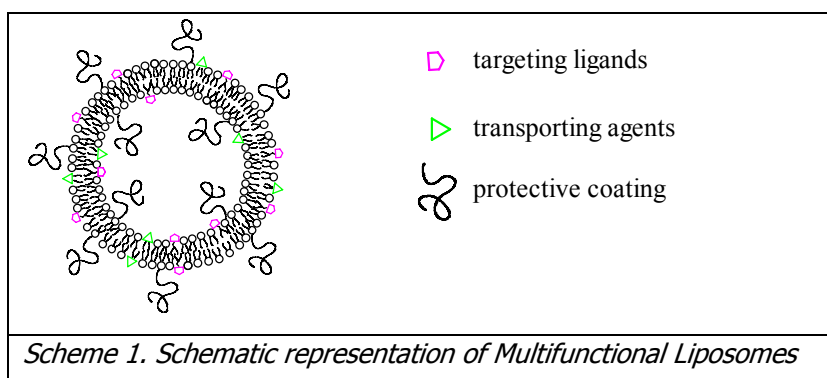 targeting ligands
transporting agents
protective coating
Scheme 1. Schematic representation of Multifunctional Liposomes